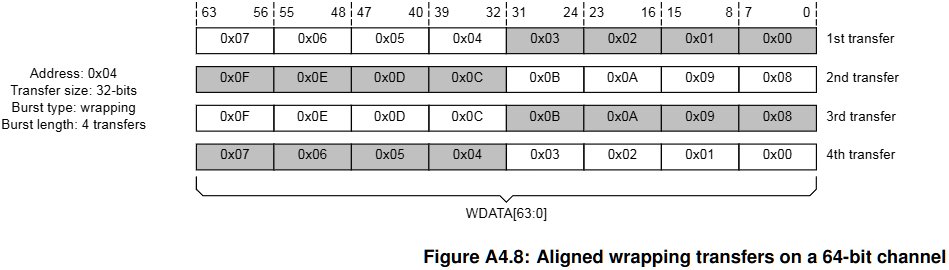 63 56 55 48 47 40 39 32 31 24 23 16 15 8 7 0
0x07 0x06 0x05 0x04 0x03 0x02 0x01 0x00 1st transfer
Address: 0x04
Transfer size: 32-bits
Burst type: wrapping
Burst length: 4 transfers
0x0F 0x0E 0x0D 0x0C 0x0B 0x0A 0x09 0x08 2nd transfer
0x0F 0x0E 0x0D 0x0C 0x0B 0x0A 0x09 0x08 3rd transfer
0x07 0x06 0x05 0x04 0x03 0x02 0x01 0x00 4th transfer
WDATA[63:0]
Figure A4.8: Aligned wrapping transfers on a 64-bit channel